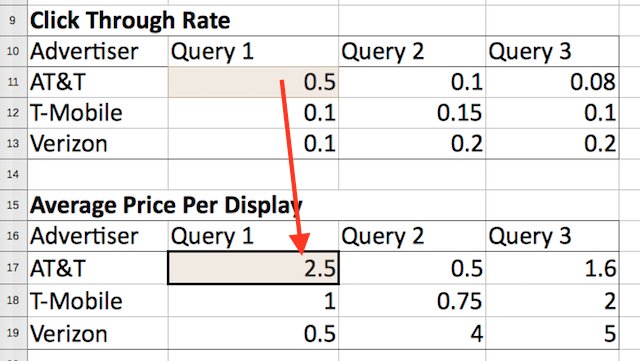 9 Click Through Rate
10 Advertiser Query 1 Query 2 Query 3
11 AT&T 0.5 0.1 0.08
12 T-Mobile 0.1 0.15 0.1
13 Verizon 0.1 0.2 0.2
14
15 Average Price Per Display
16 Advertiser Query 1 Query 2 Query 3
17 AT&T 2.5 0.5 1.6
18 T-Mobile 1 0.75 2
19 Verizon 0.5 4 5